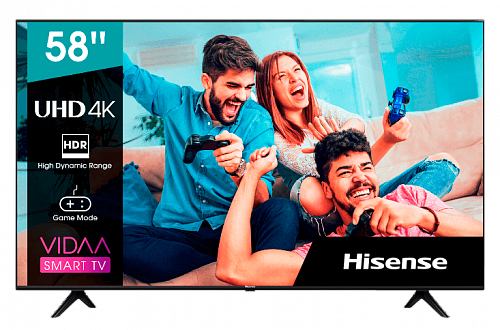 58"
UHD 4K
HDR
High Dynamic Range
Game Mode
VIDAA
SMART TV
Hisense